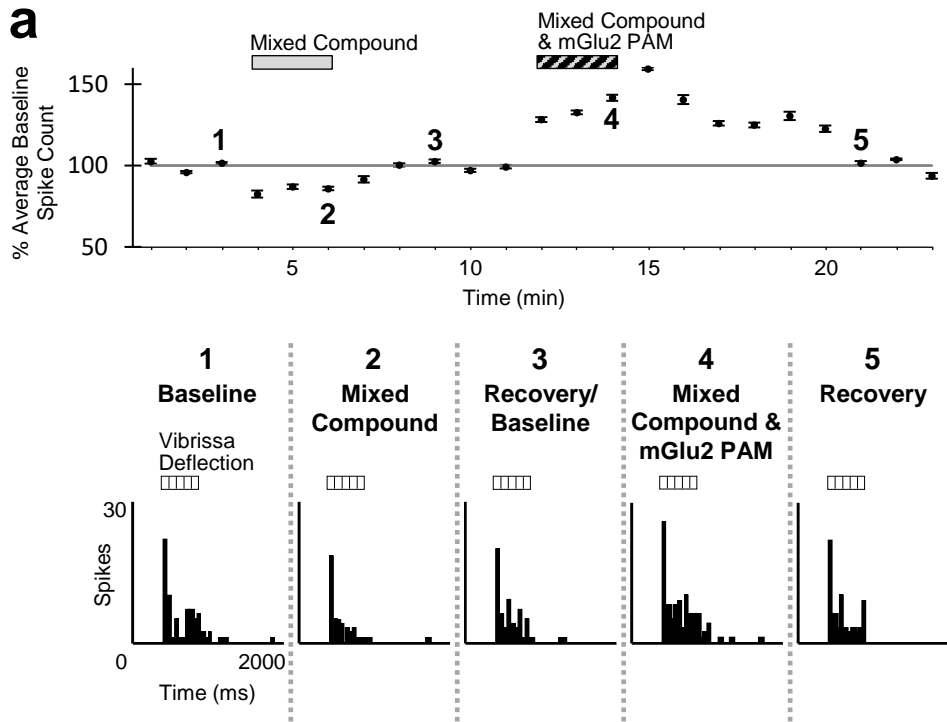 a
Mixed Compound
Mixed Compound
& mGlu2 PAM
% Average Baseline
Spike Count
150
100
50
1
2
3
4
5
5
10
15
20
Time (min)
1
Baseline
2
Mixed
Compound
3
Recovery/
Baseline
4
Mixed
Compound &
mGlu2 PAM
5
Recovery
Vibrissa
Deflection
30
Spikes
0
2000
Time (ms)